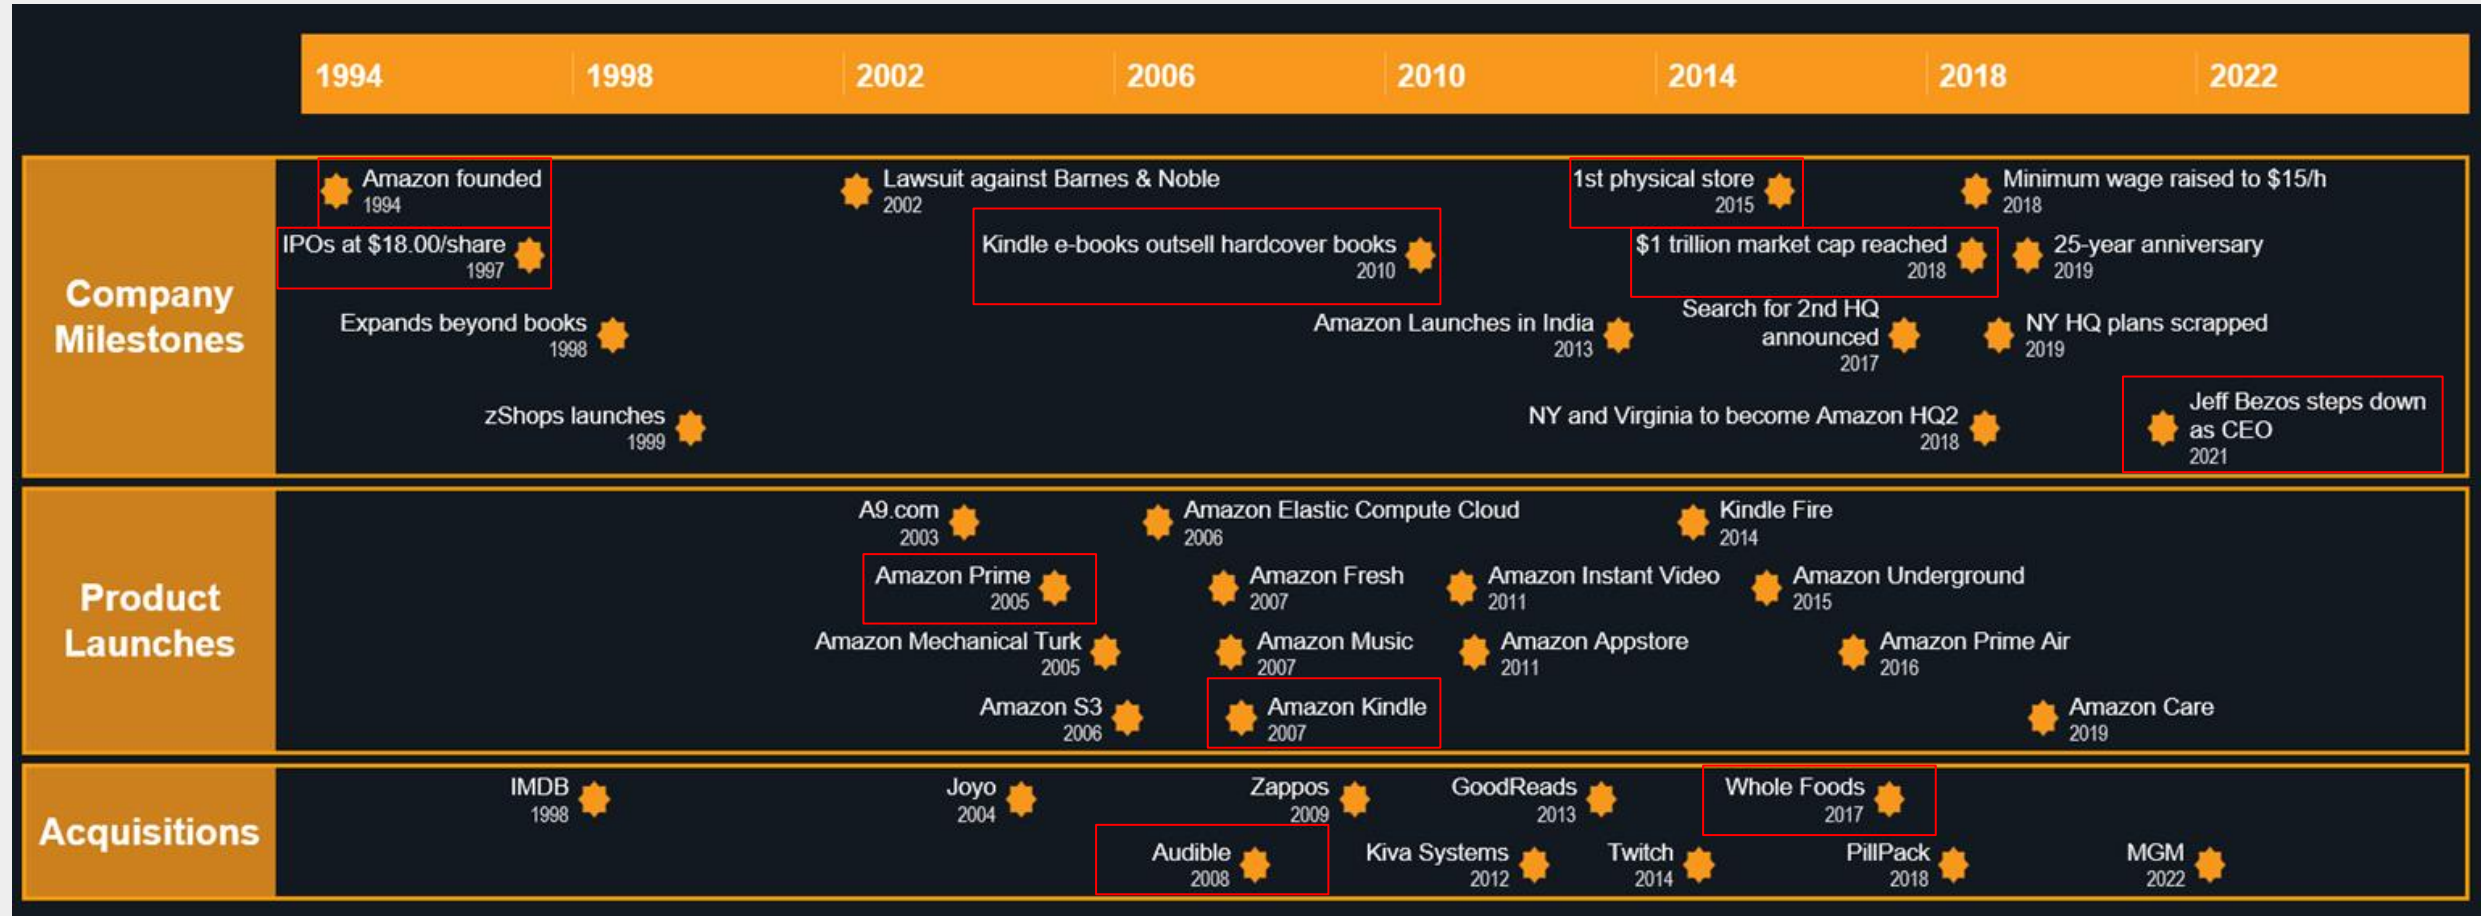 1994 1998 2002 2006 2010 2014 2018 2022
Company
Milestones
Amazon founded
1994
Lawsuit against Barnes & Noble
2002
1st physical store
2015
Minimum wage raised to $15/h
2018
IPOs at $18.00/share
1997
Kindle e-books outsell hardcover books
2010
$1 trillion market cap reached
2018
25-year anniversary
2019
Expands beyond books
1998
Amazon Launches in India
2013
Search for 2nd HQ
announced
2017
NY HQ plans scrapped
2019
zShops launches
1999
NY and Virginia to become Amazon HQ2
2018
Jeff Bezos steps down
as CEO
2021
Product
Launches
A9.com
2003
Amazon Elastic Compute Cloud
2006
Kindle Fire
2014
Amazon Prime
2005
Amazon Fresh
2007
Amazon Instant Video
2011
Amazon Underground
2015
Amazon Mechanical Turk
2005
Amazon Music
2007
Amazon Appstore
2011
Amazon Prime Air
2016
Amazon S3
2006
Amazon Kindle
2007
Amazon Care
2019
Acquisitions
IMDB
1998
Joyo
2004
Zappos
2009
GoodReads
2013
Whole Foods
2017
Audible
2008
Kiva Systems
2012
Twitch
2014
PillPack
2018
MGM
2022